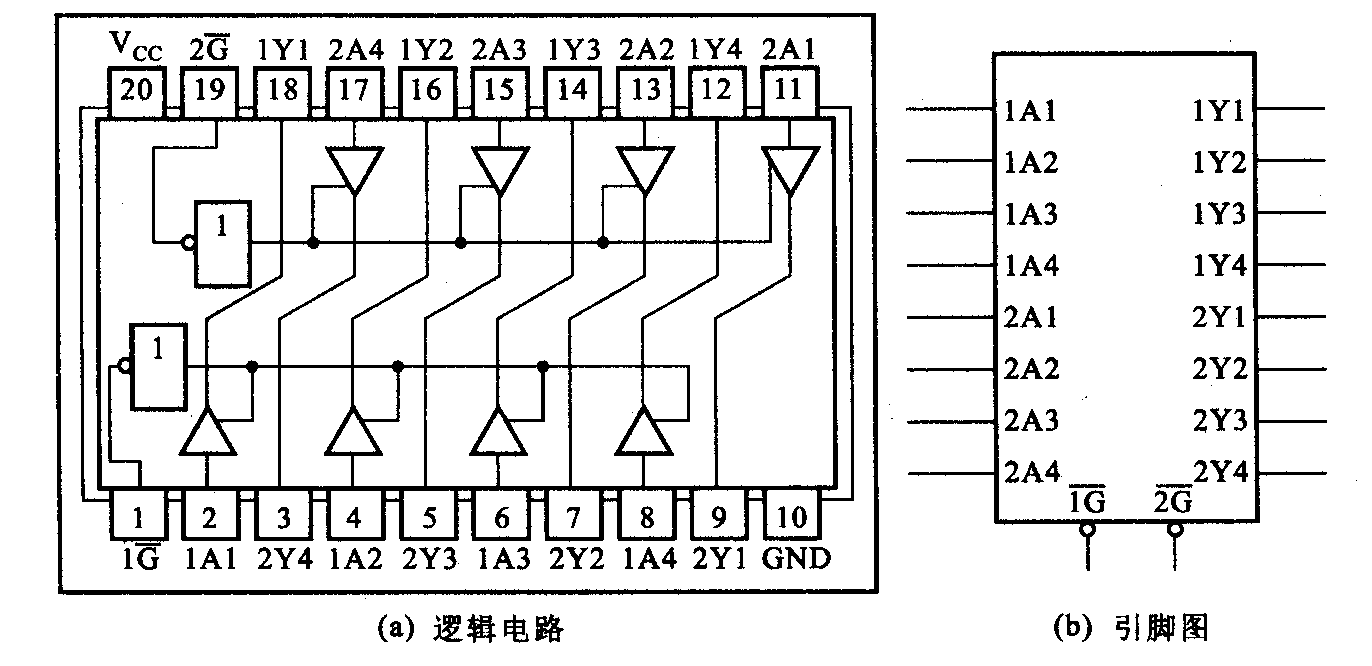 V_CC 2G̅ 1Y1 2A4 1Y2 2A3 1Y3 2A2 1Y4 2A1
20 19 18 17 16 15 14 13 12 11
1
1
1 2 3 4 5 6 7 8 9 10
1G̅ 1A1 2Y4 1A2 2Y3 1A3 2Y2 1A4 2Y1 GND
(a) 逻辑电路
1A1 1Y1
1A2 1Y2
1A3 1Y3
1A4 1Y4
2A1 2Y1
2A2 2Y2
2A3 2Y3
2A4 2Y4
1̅G̅ 2̅G̅
(b) 引脚图